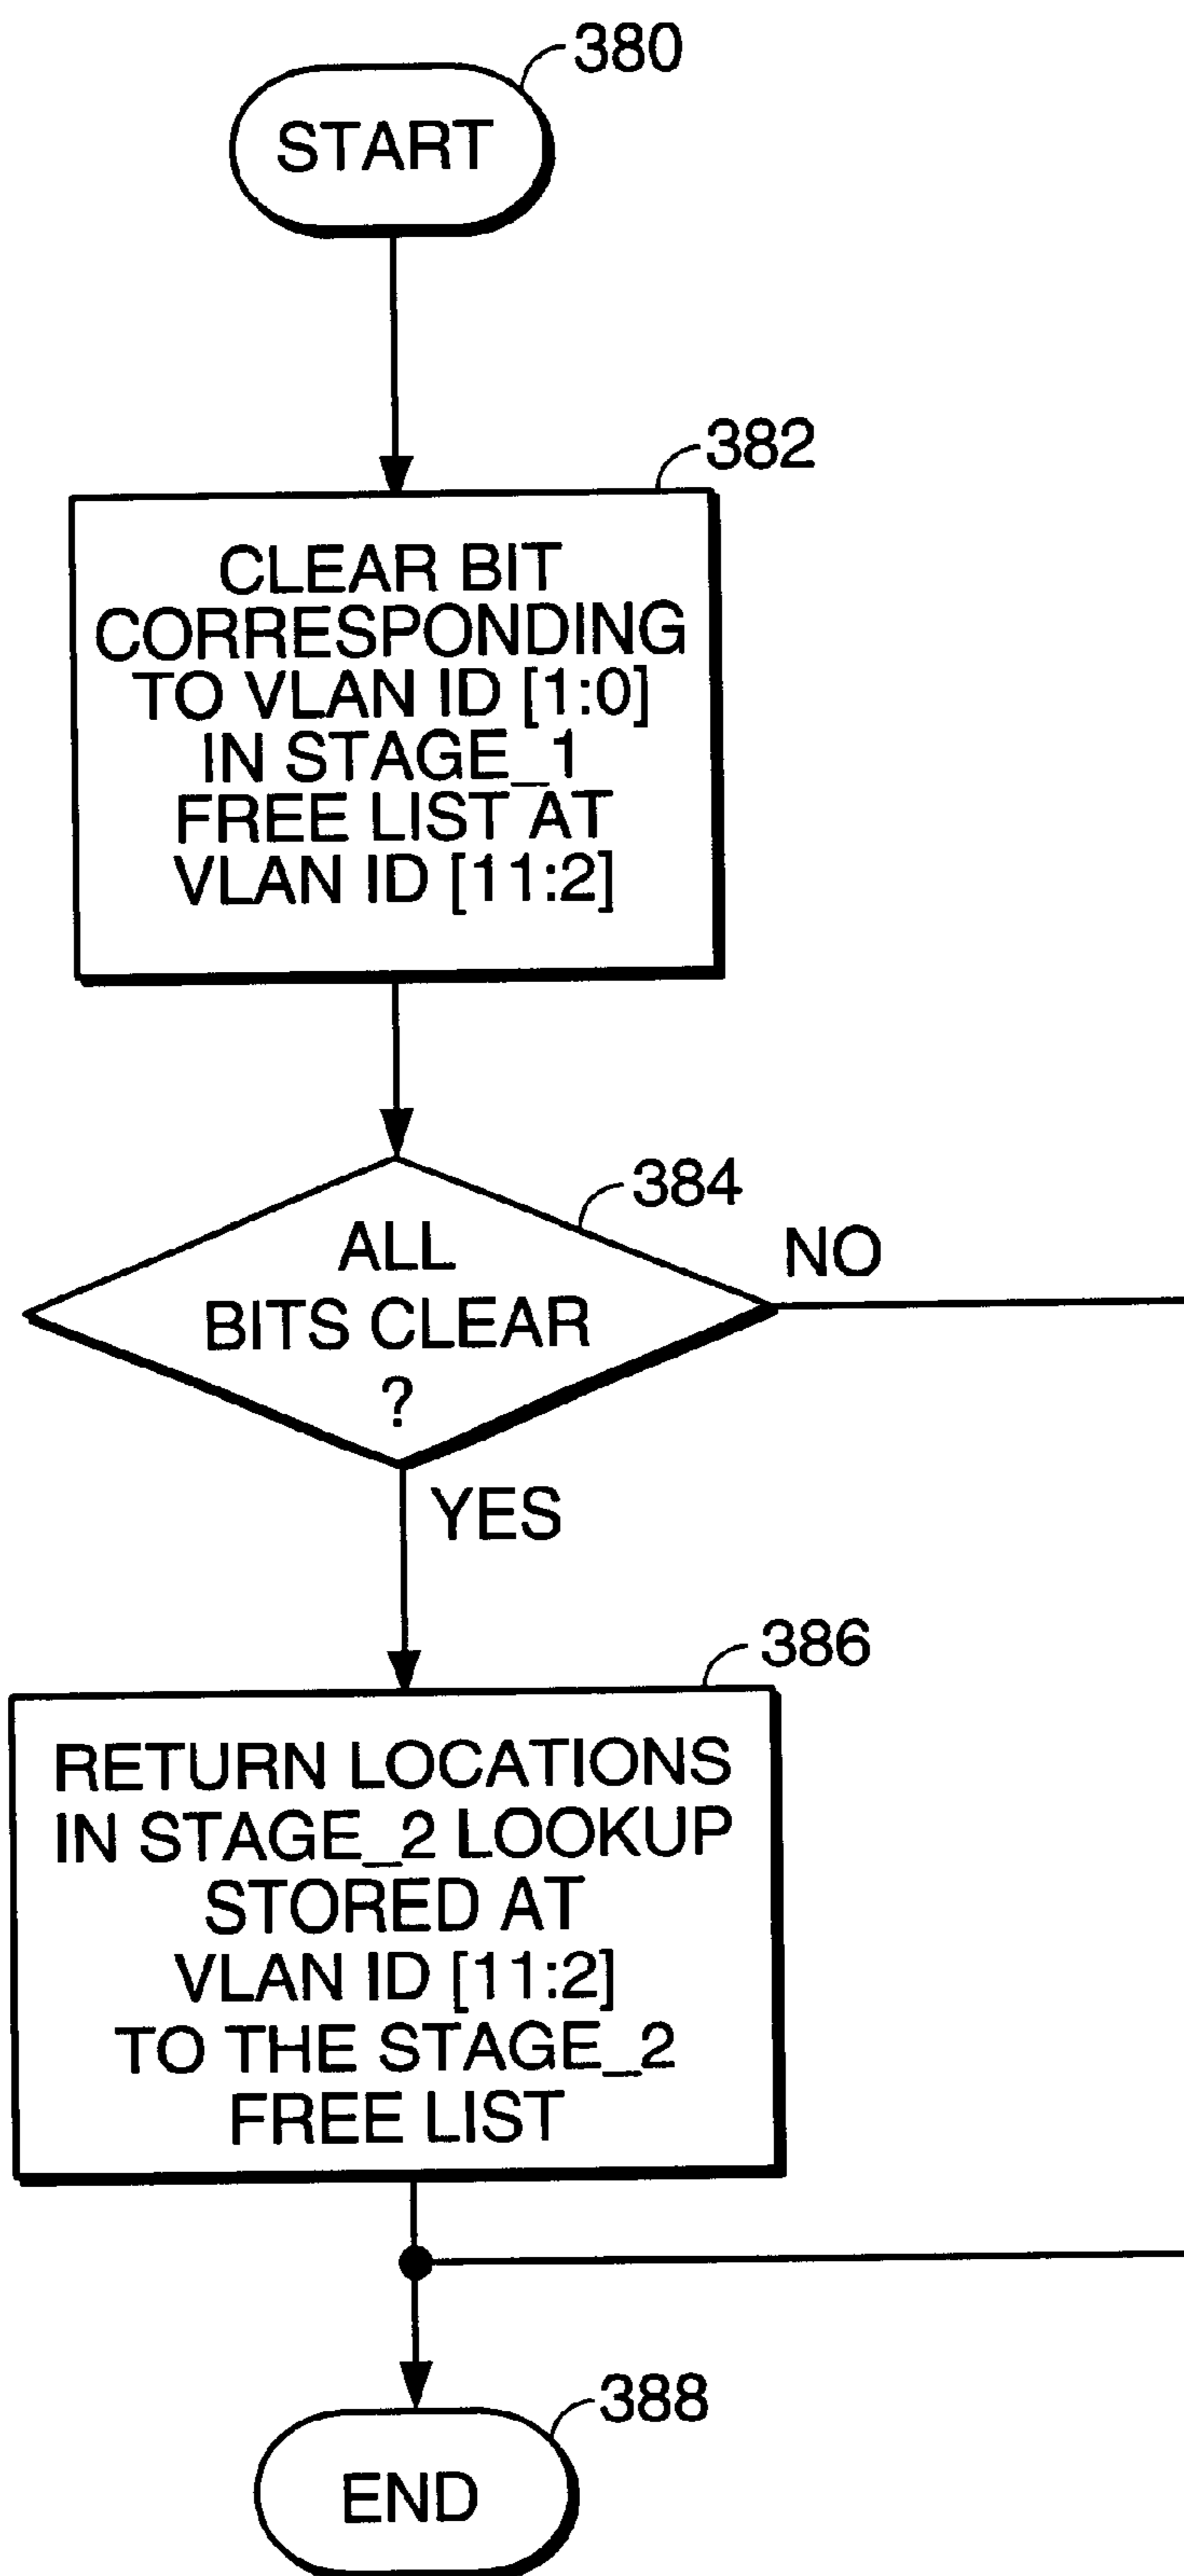 380
START
382
CLEAR BIT
CORRESPONDING
TO VLAN ID [1:0]
IN STAGE_1
FREE LIST AT
VLAN ID [11:2]
384
ALL
BITS CLEAR
?
NO
YES
386
RETURN LOCATIONS
IN STAGE_2 LOOKUP
STORED AT
VLAN ID [11:2]
TO THE STAGE_2
FREE LIST
388
END